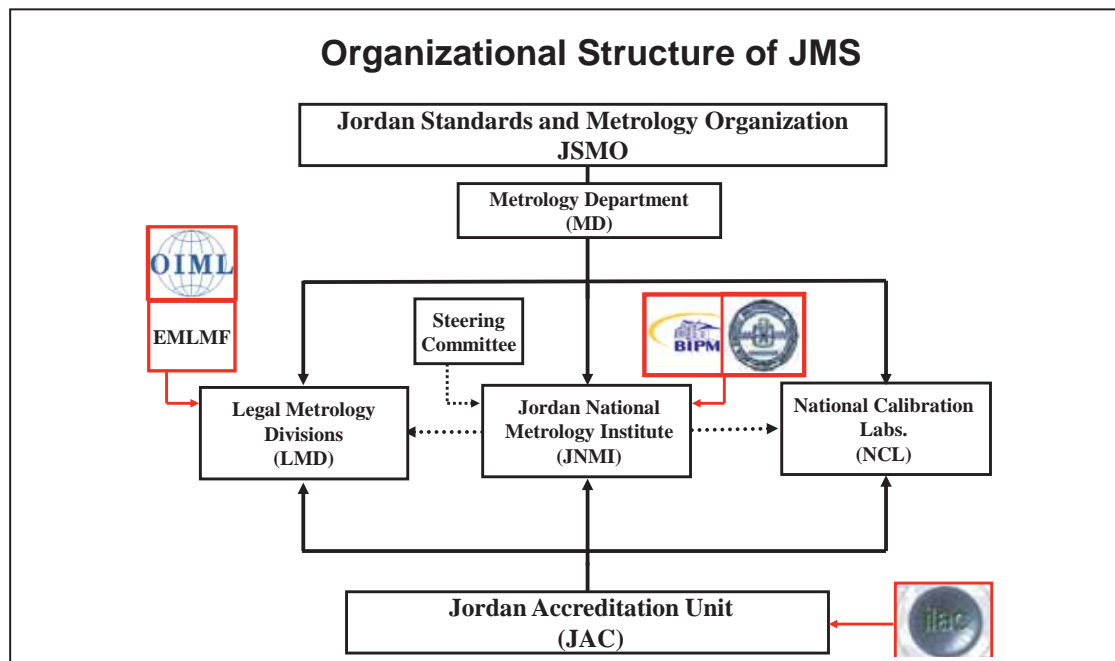 Organizational Structure of JMS
Jordan Standards and Metrology Organization
JSMO
Metrology Department
(MD)
OIML
EMLMF
Steering
Committee
BIPM
Legal Metrology
Divisions
(LMD)
Jordan National
Metrology Institute
(JNMI)
National Calibration
Labs.
(NCL)
Jordan Accreditation Unit
(JAC)
ilac